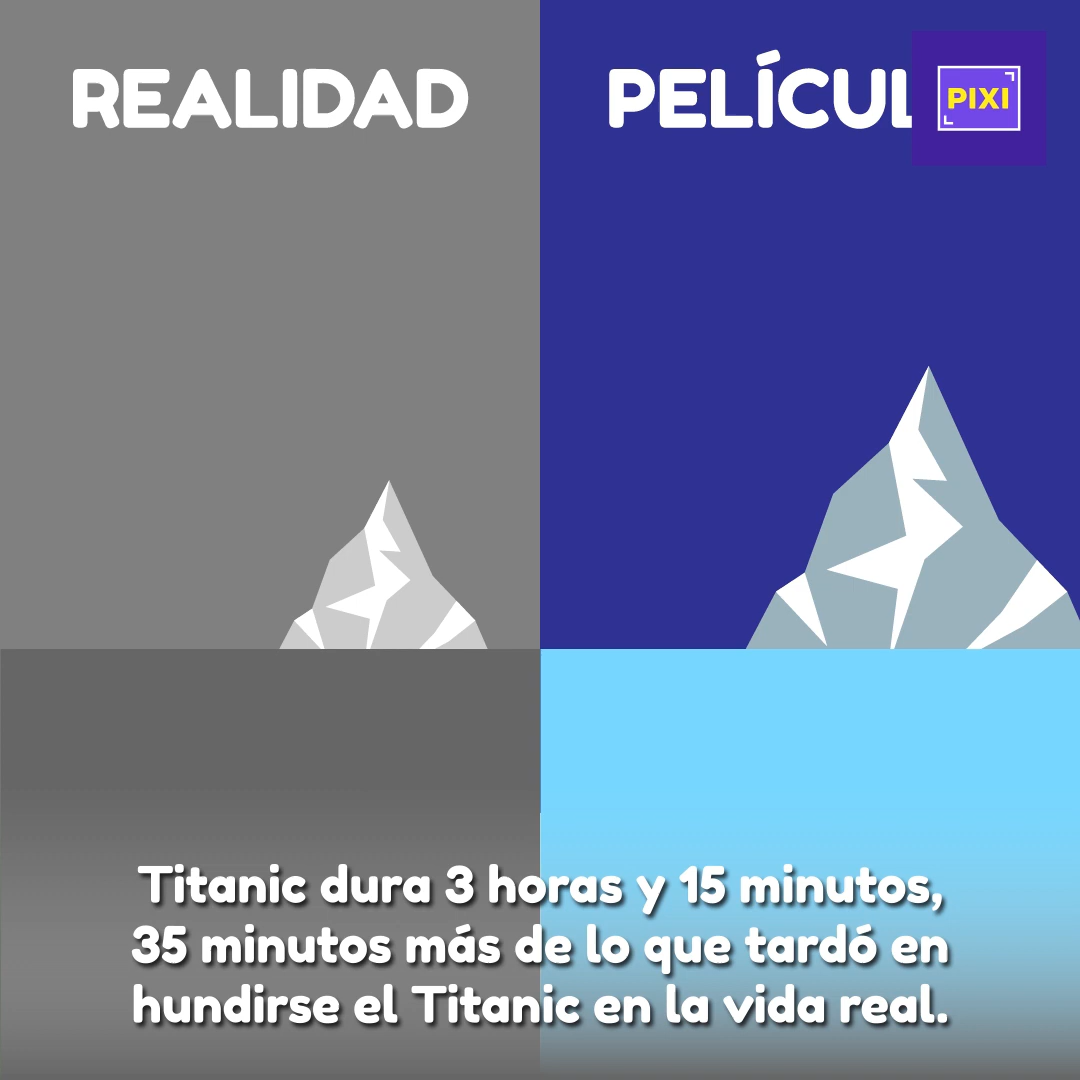 REALIDAD
PELÍCUL
PIXI
Titanic dura 3 horas y 15 minutos,
35 minutos más de lo que tardó en
hundirse el Titanic en la vida real.